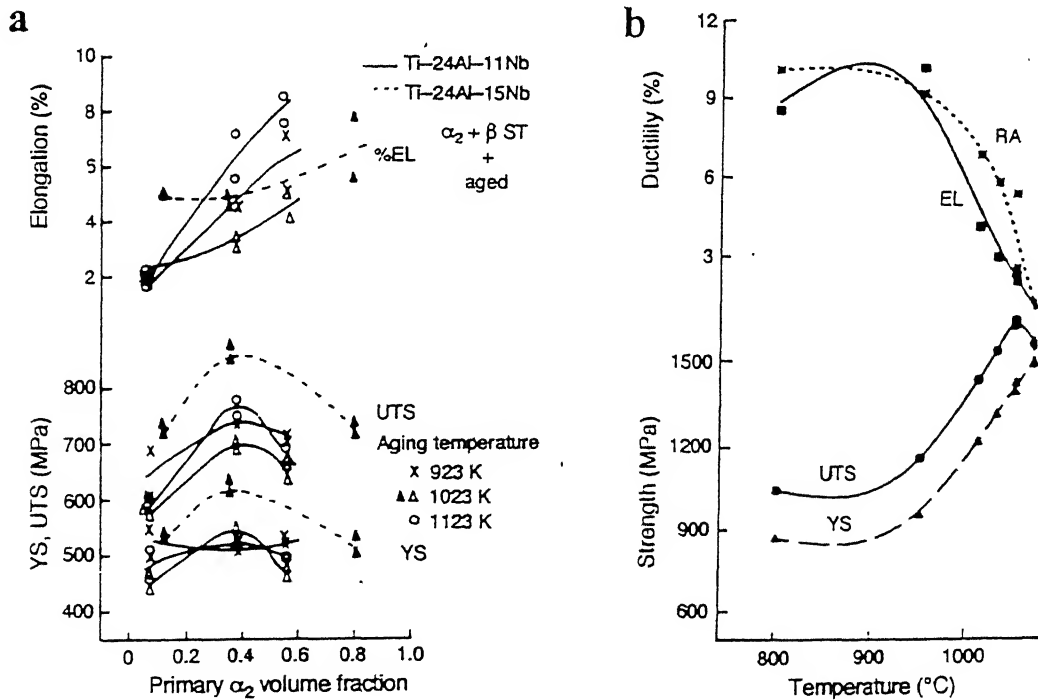 a
Elongation (%)
10
8
6
4
2
Ti–24Al–11Nb
Ti–24Al–15Nb
α₂ + β ST
+
aged
%EL
YS, UTS (MPa)
800
700
600
500
400
UTS
Aging temperature
923 K
1023 K
1123 K
YS
0
0.2
0.4
0.6
0.8
1.0
Primary α₂ volume fraction
b
Ductility (%)
12
9
6
3
RA
EL
Strength (MPa)
1500
1200
900
600
UTS
YS
800
900
1000
Temperature (°C)